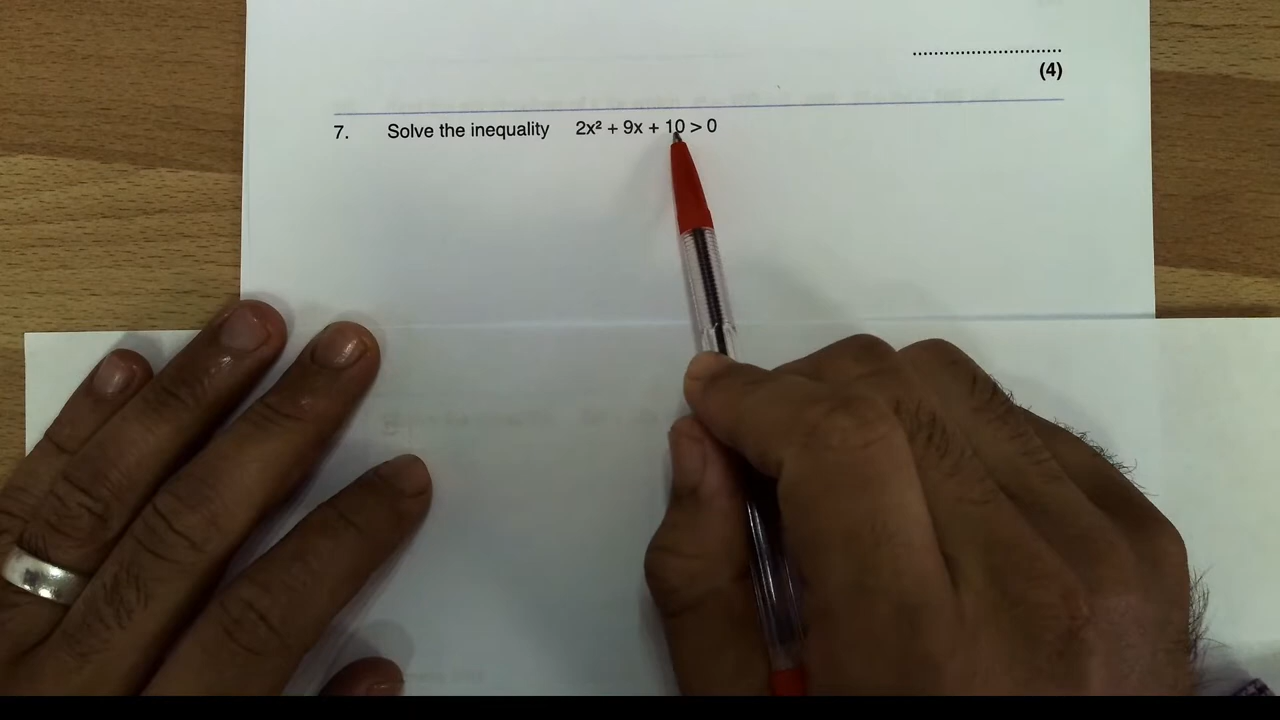 ..............................
(4)
7. Solve the inequality 2x² + 9x + 10 > 0